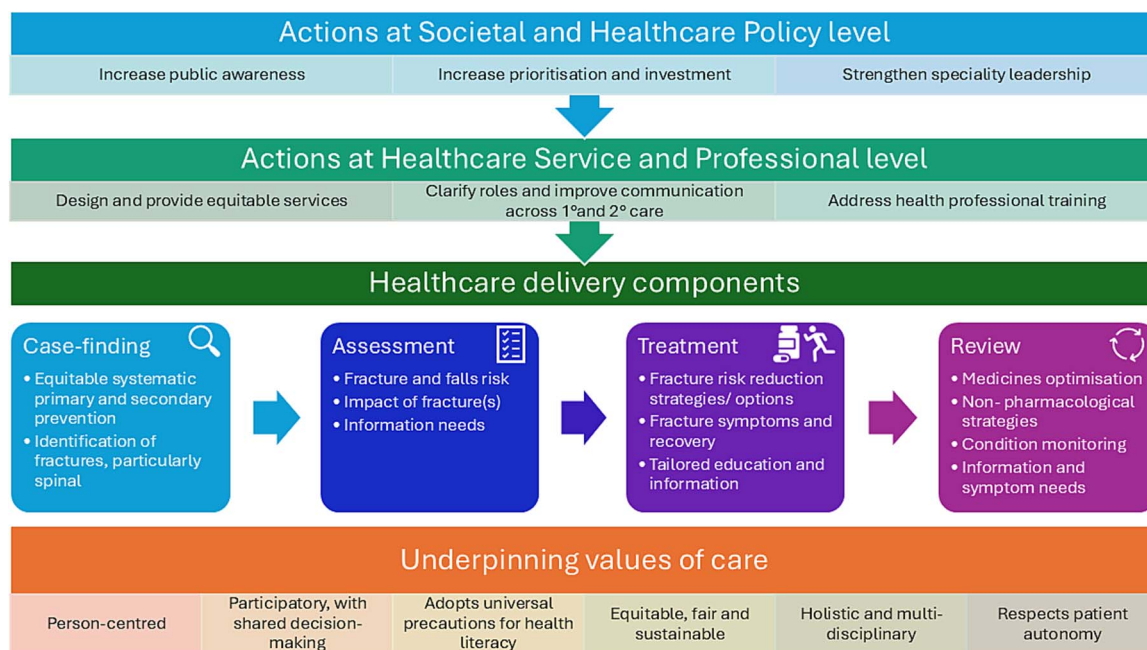 Actions at Societal and Healthcare Policy level
Increase public awareness
Increase prioritisation and investment
Strengthen speciality leadership
Actions at Healthcare Service and Professional level
Design and provide equitable services
Clarify roles and improve communication
across 1°and 2° care
Address health professional training
Healthcare delivery components
Case-finding
• Equitable systematic
primary and secondary
prevention
• Identification of
fractures, particularly
spinal
Assessment
• Fracture and falls risk
• Impact of fracture(s)
• Information needs
Treatment
• Fracture risk reduction
strategies/ options
• Fracture symptoms and
recovery
• Tailored education and
information
Review
• Medicines optimisation
• Non- pharmacological
strategies
• Condition monitoring
• Information and
symptom needs
Underpinning values of care
Person-centred
Participatory, with
shared decision-
making
Adopts universal
precautions for health
literacy
Equitable, fair and
sustainable
Holistic and multi-
disciplinary
Respects patient
autonomy